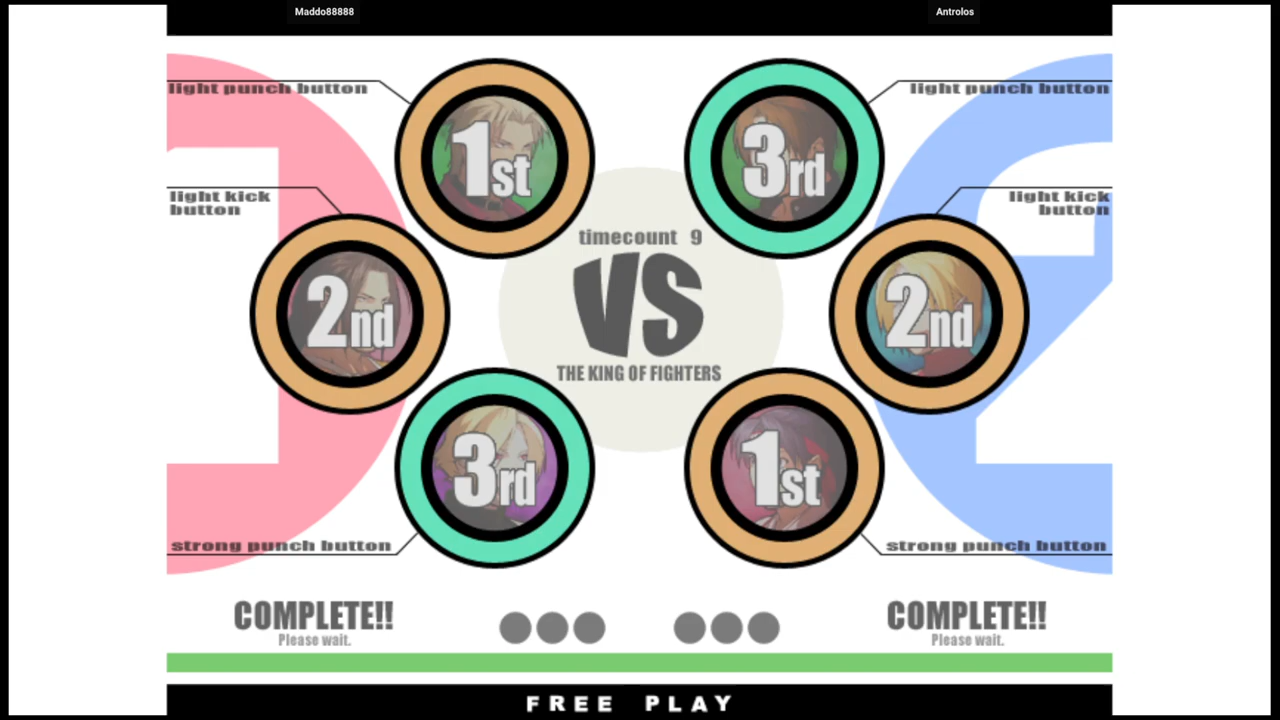 Maddo88888
Antrolos
light punch button
light punch button
1st
3rd
light kick
button
light kick
button
timecount 9
VS
2nd
2nd
THE KING OF FIGHTERS
3rd
1st
strong punch button
strong punch button
COMPLETE!!
Please wait.
COMPLETE!!
Please wait.
FREE PLAY